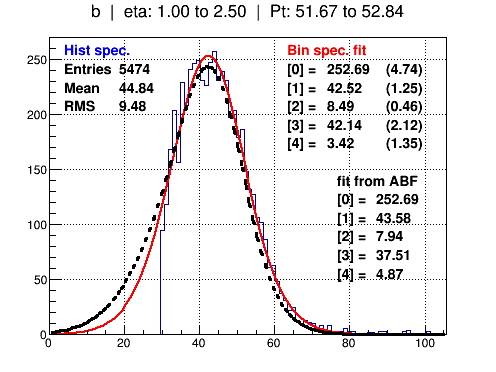 b | eta: 1.00 to 2.50 | Pt: 51.67 to 52.84
Hist spec.
Entries 5474
Mean 44.84
RMS 9.48
Bin spec. fit
[0] = 252.69 (4.74)
[1] = 42.52 (1.25)
[2] = 8.49 (0.46)
[3] = 42.14 (2.12)
[4] = 3.42 (1.35)
fit from ABF
[0] = 252.69
[1] = 43.58
[2] = 7.94
[3] = 37.51
[4] = 4.87
250
200
150
100
50
0
0 20 40 60 80 100